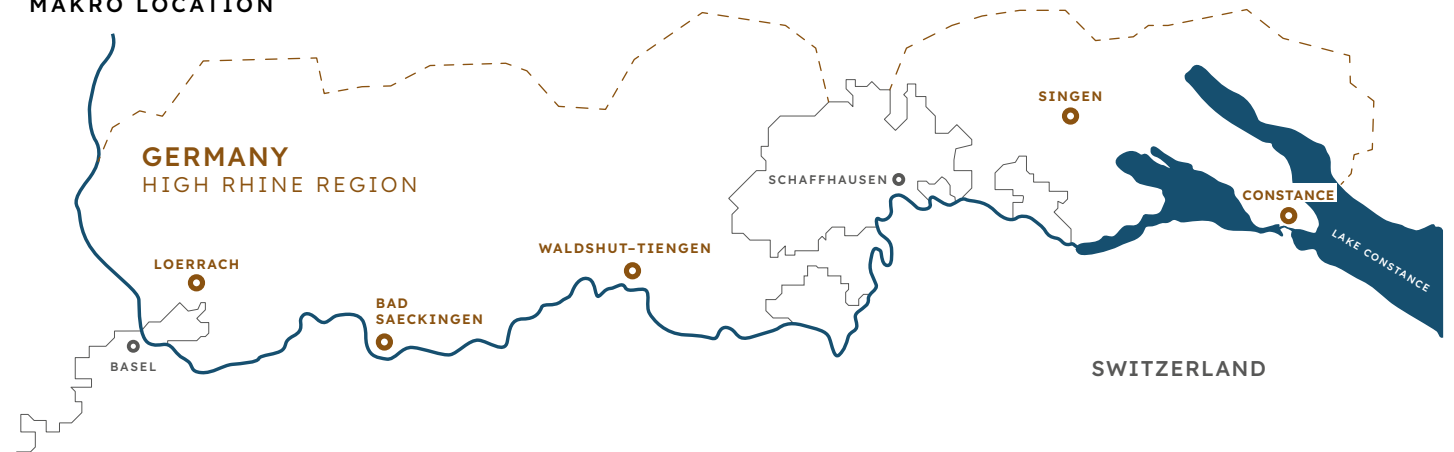 MAKRO LOCATION
GERMANY
HIGH RHINE REGION
SINGEN
SCHAFFHAUSEN
CONSTANCE
LAKE CONSTANCE
WALDSHUT-TIENGEN
LOERRACH
BAD
SAECKINGEN
BASEL
SWITZERLAND